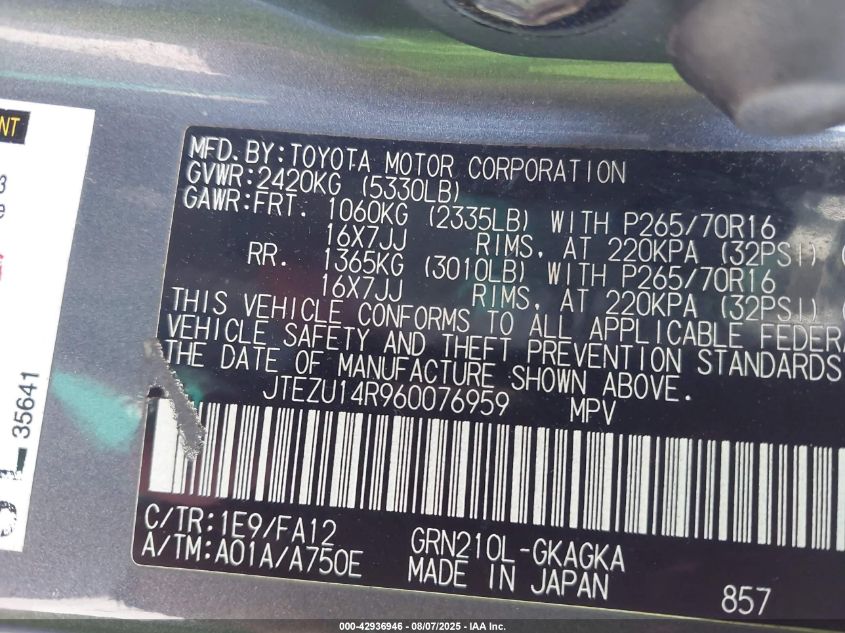 NT
3
9
35641
MFD.BY:TOYOTA MOTOR CORPORATION
GVWR:2420KG (5330LB)
GAWR:FRT. 1060KG (2335LB) WITH P265/70R16
16X7JJ RIMS, AT 220KPA (32PSI) (
RR. 1365KG (3010LB) WITH P265/70R16
16X7JJ RIMS, AT 220KPA (32PSI) (
THIS VEHICLE CONFORMS TO ALL APPLICABLE FEDERA
VEHICLE SAFETY AND THEFT PREVENTION STANDARDS
THE DATE OF MANUFACTURE SHOWN ABOVE.
JTEZU14R960076959 MPV
C/TR:1E9/FA12 GRN210L-GKAGKA
A/TM:A01A/A750E MADE IN JAPAN 857
000-42936946 - 08/07/2025 - IAA Inc.